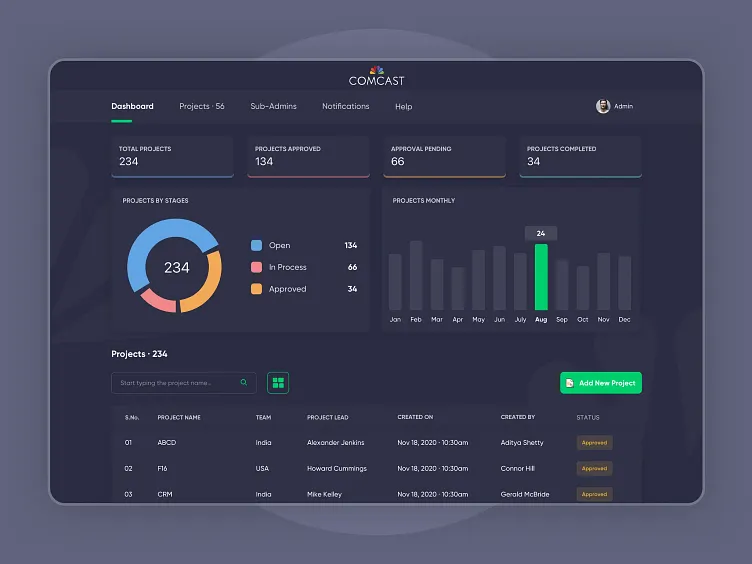 COMCAST
Dashboard Projects · 56 Sub-Admins Notifications Help Admin
TOTAL PROJECTS PROJECTS APPROVED APPROVAL PENDING PROJECTS COMPLETED
234 134 66 34
PROJECTS BY STAGES
234
Open 134
In Process 66
Approved 34
PROJECTS MONTHLY
24
Jan Feb Mar Apr May Jun July Aug Sep Oct Nov Dec
Projects · 234
Start typing the project name.. Add New Project
S.No. PROJECT NAME TEAM PROJECT LEAD CREATED ON CREATED BY STATUS
01 ABCD India Alexander Jenkins Nov 18, 2020 · 10:30am Aditya Shetty Approved
02 F16 USA Howard Cummings Nov 18, 2020 · 10:30am Connor Hill Approved
03 CRM India Mike Kelley Nov 18, 2020 · 10:30am Gerald McBride Approved